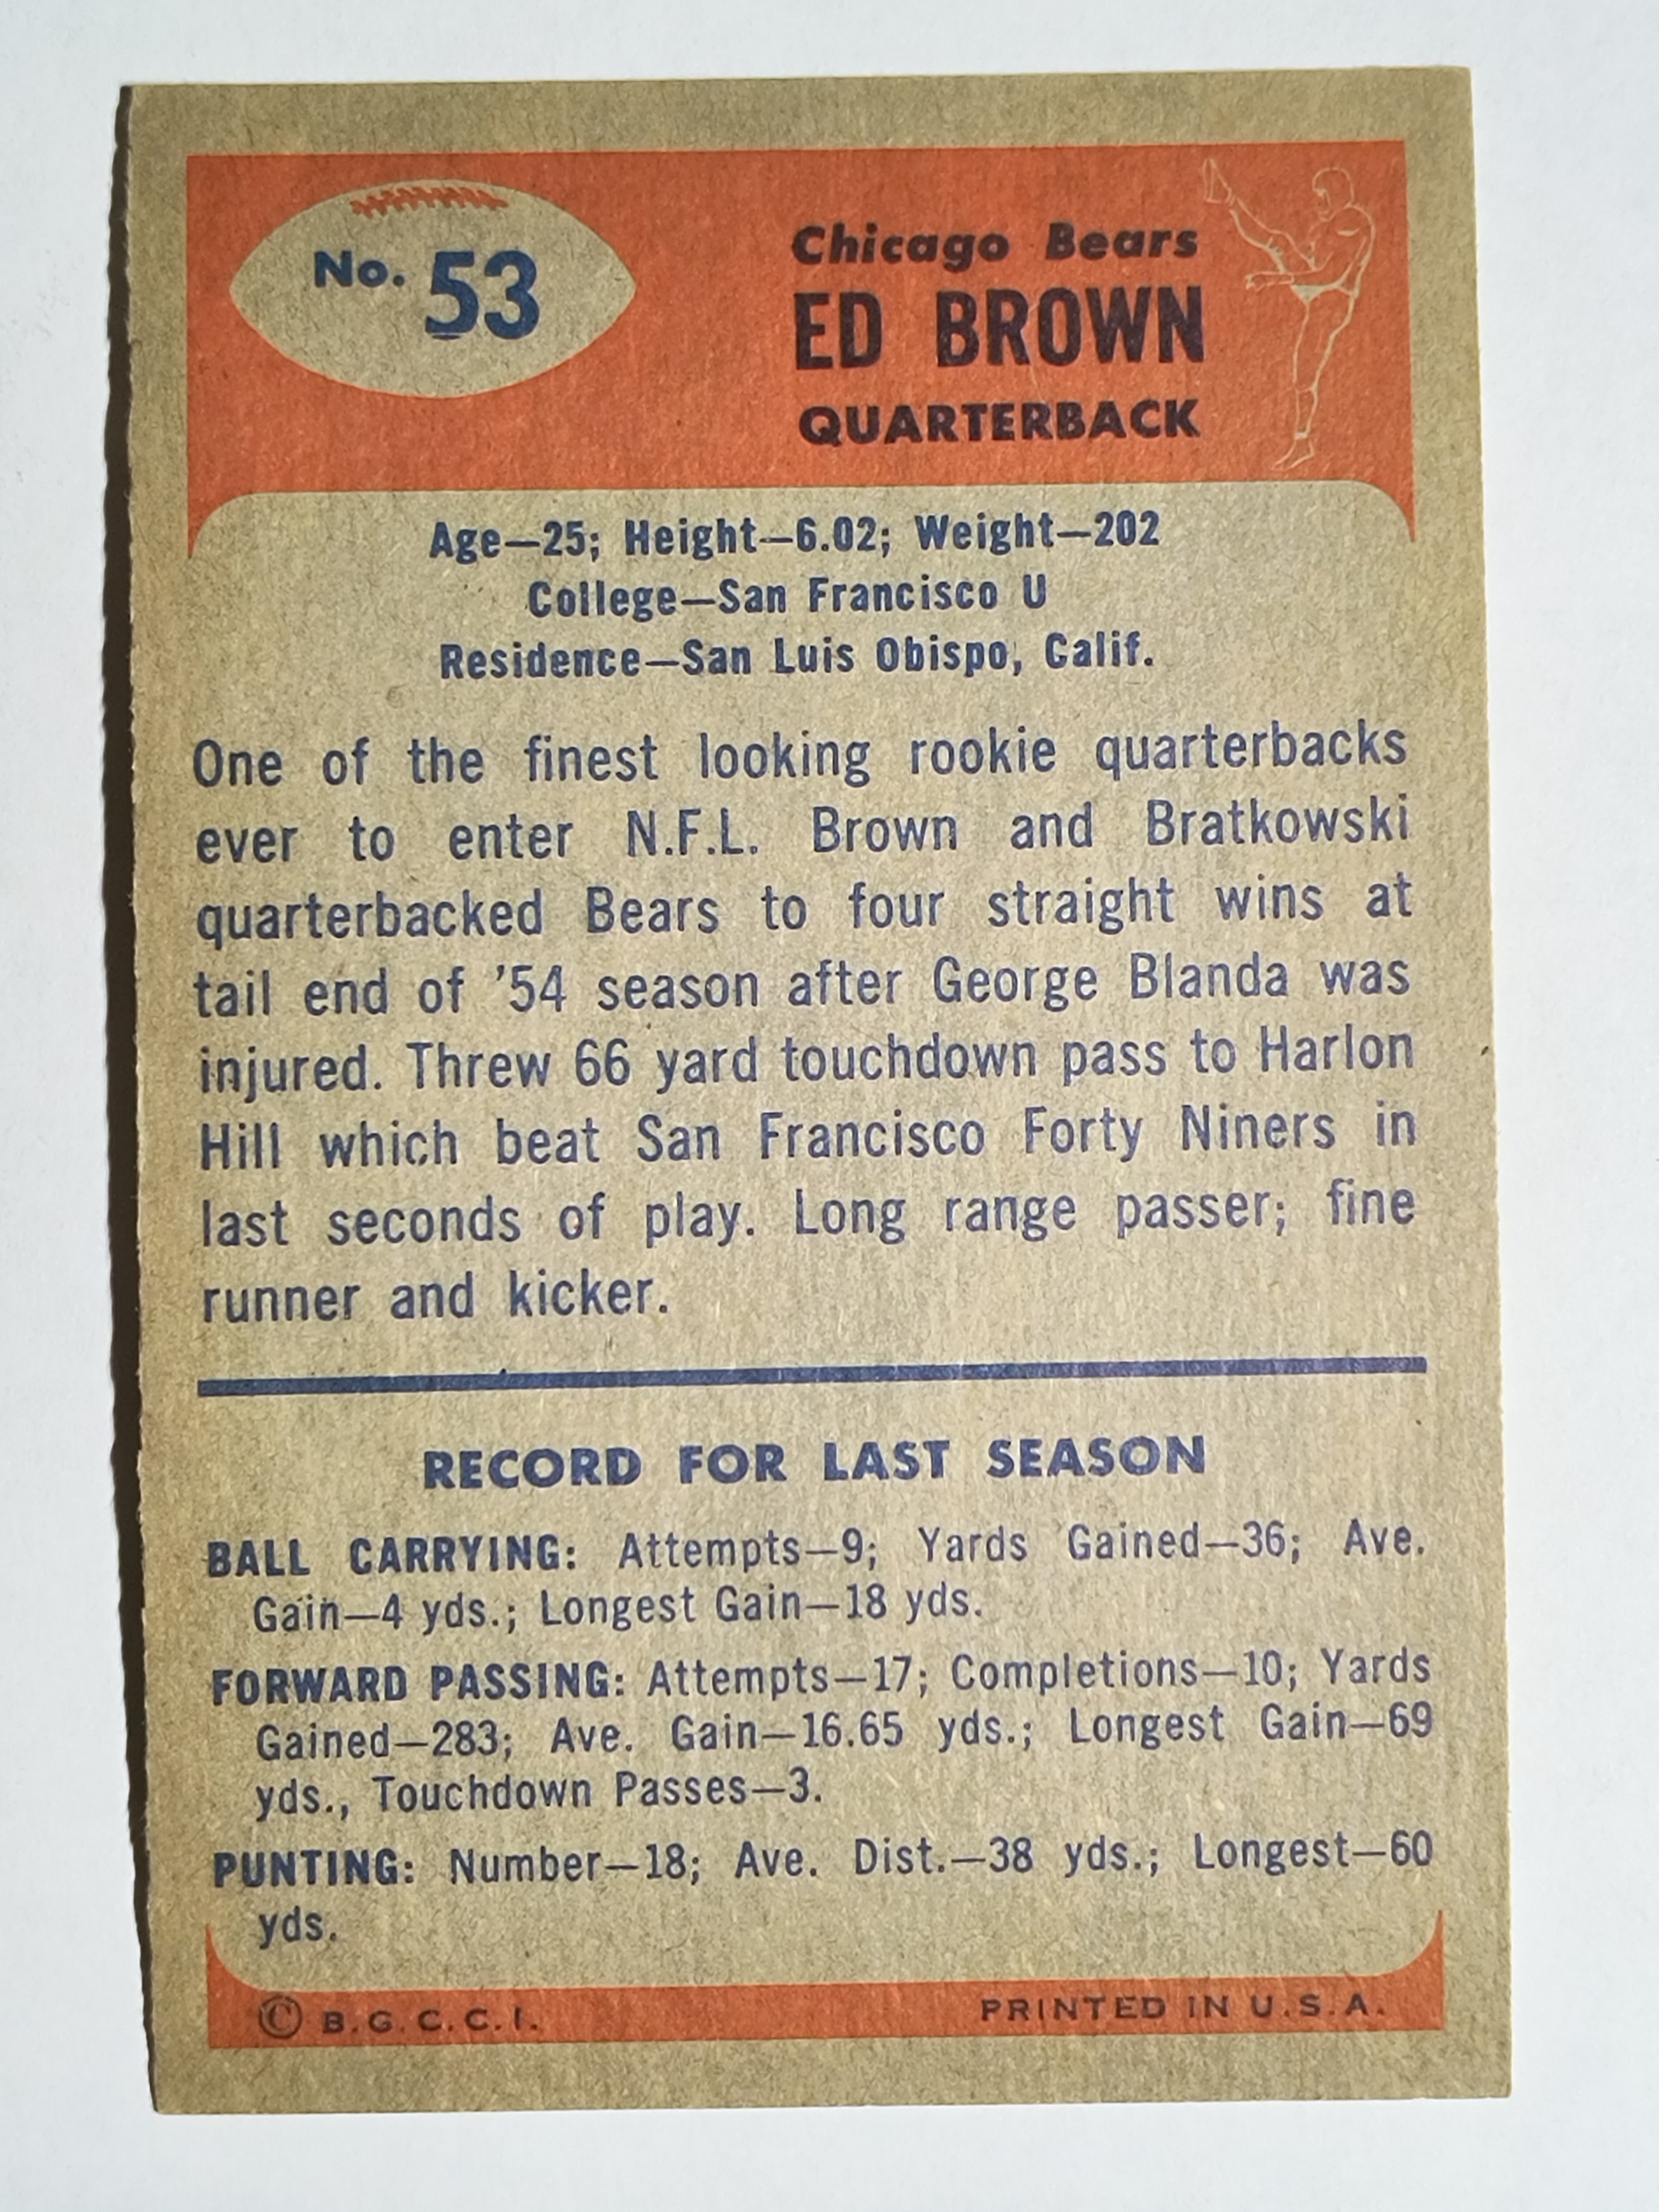 No. 53
Chicago Bears
ED BROWN
QUARTERBACK
Age—25; Height—6.02; Weight—202
College—San Francisco U
Residence—San Luis Obispo, Calif.
One of the finest looking rookie quarterbacks
ever to enter N.F.L. Brown and Bratkowski
quarterbacked Bears to four straight wins at
tail end of '54 season after George Blanda was
injured. Threw 66 yard touchdown pass to Harlon
Hill which beat San Francisco Forty Niners in
last seconds of play. Long range passer; fine
runner and kicker.
RECORD FOR LAST SEASON
BALL CARRYING: Attempts—9; Yards Gained—36; Ave.
Gain—4 yds.; Longest Gain—18 yds.
FORWARD PASSING: Attempts—17; Completions—10; Yards
Gained—283; Ave. Gain—16.65 yds.; Longest Gain—69
yds., Touchdown Passes—3.
PUNTING: Number—18; Ave. Dist.—38 yds.; Longest—60
yds.
© B.G.C.C.I. PRINTED IN U.S.A.